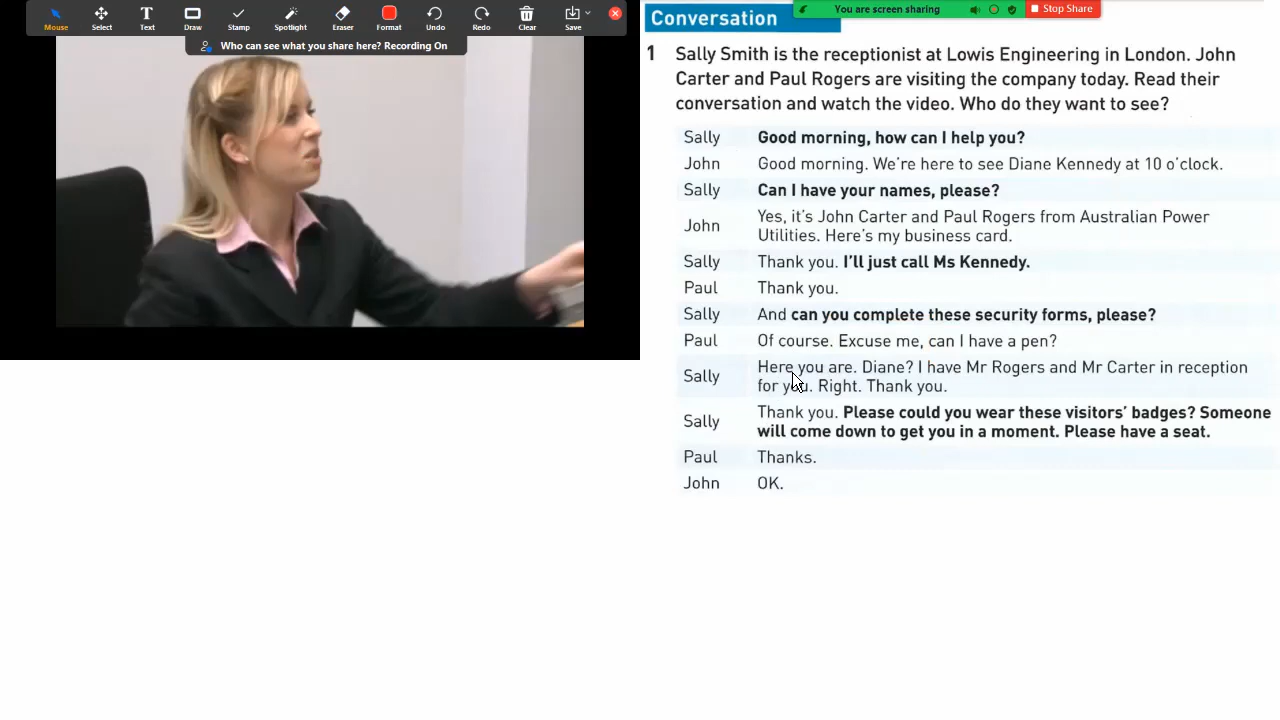 Mouse
Select
Text
Draw
Stamp
Spotlight
Eraser
Format
Undo
Redo
Clear
Save
Who can see what you share here? Recording On
You are screen sharing
Stop Share
Conversation
1 Sally Smith is the receptionist at Lowis Engineering in London. John
Carter and Paul Rogers are visiting the company today. Read their
conversation and watch the video. Who do they want to see?
Sally Good morning, how can I help you?
John Good morning. We're here to see Diane Kennedy at 10 o'clock.
Sally Can I have your names, please?
John Yes, it's John Carter and Paul Rogers from Australian Power
Utilities. Here's my business card.
Sally Thank you. I'll just call Ms Kennedy.
Paul Thank you.
Sally And can you complete these security forms, please?
Paul Of course. Excuse me, can I have a pen?
Sally Here you are. Diane? I have Mr Rogers and Mr Carter in reception
for you. Right. Thank you.
Sally Thank you. Please could you wear these visitors' badges? Someone
will come down to get you in a moment. Please have a seat.
Paul Thanks.
John OK.